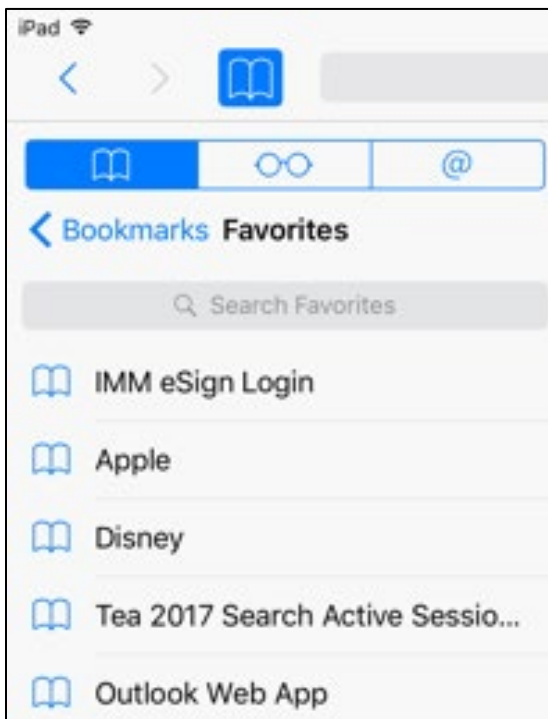 iPad
@
Bookmarks Favorites
Search Favorites
IMM eSign Login
Apple
Disney
Tea 2017 Search Active Sessio...
Outlook Web App